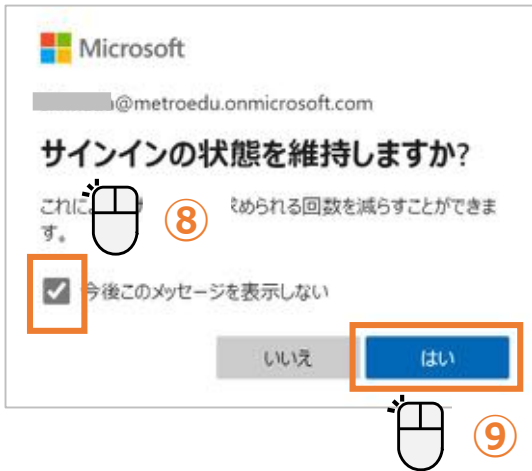 Microsoft
@metroedu.onmicrosoft.com
サインインの状態を維持しますか?
これに
められる回数を減らすことができま
す。
⑧
今後このメッセージを表示しない
いいえ
はい
⑨